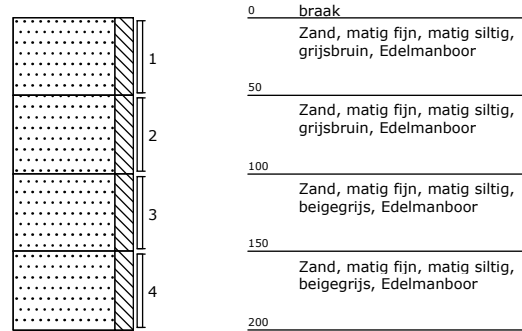 0 braak
1
Zand, matig fijn, matig siltig,
grijsbruin, Edelmanboor
50
2
Zand, matig fijn, matig siltig,
grijsbruin, Edelmanboor
100
3
Zand, matig fijn, matig siltig,
beigegrijs, Edelmanboor
150
4
Zand, matig fijn, matig siltig,
beigegrijs, Edelmanboor
200